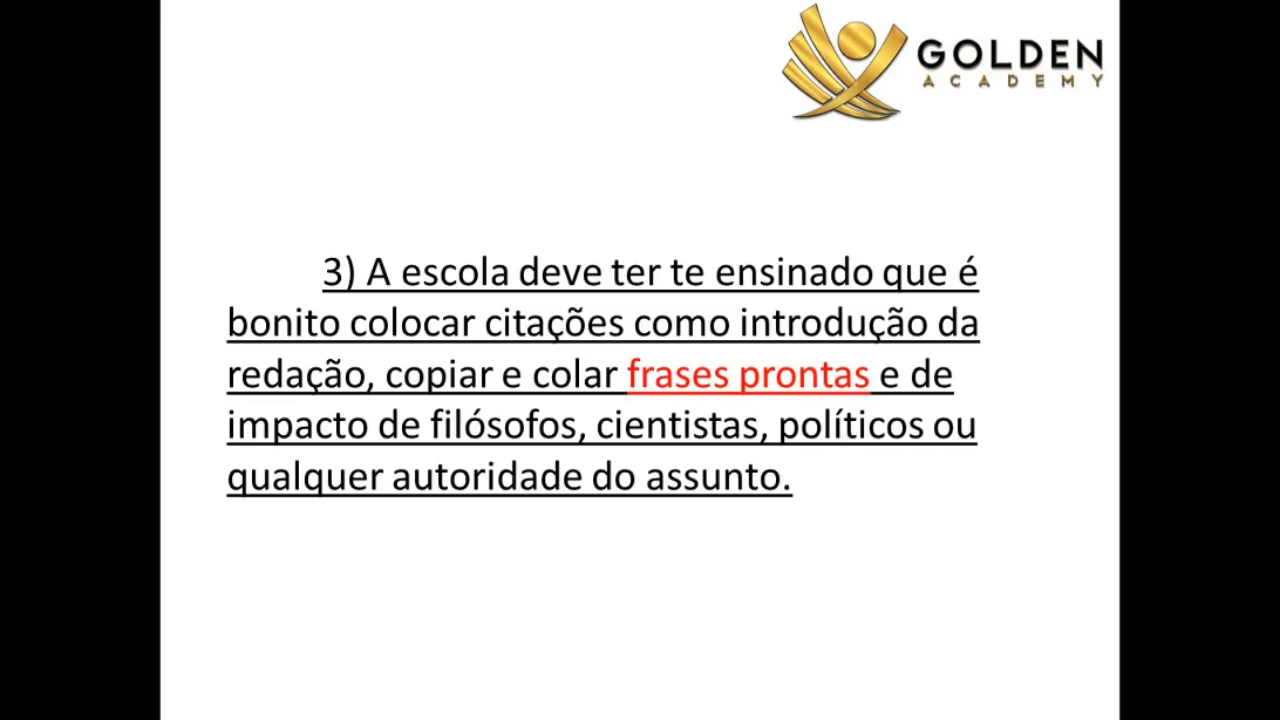 GOLDEN
ACADEMY
3) A escola deve ter te ensinado que é
bonito colocar citações como introdução da
redação, copiar e colar frases prontas e de
impacto de filósofos, cientistas, políticos ou
qualquer autoridade do assunto.